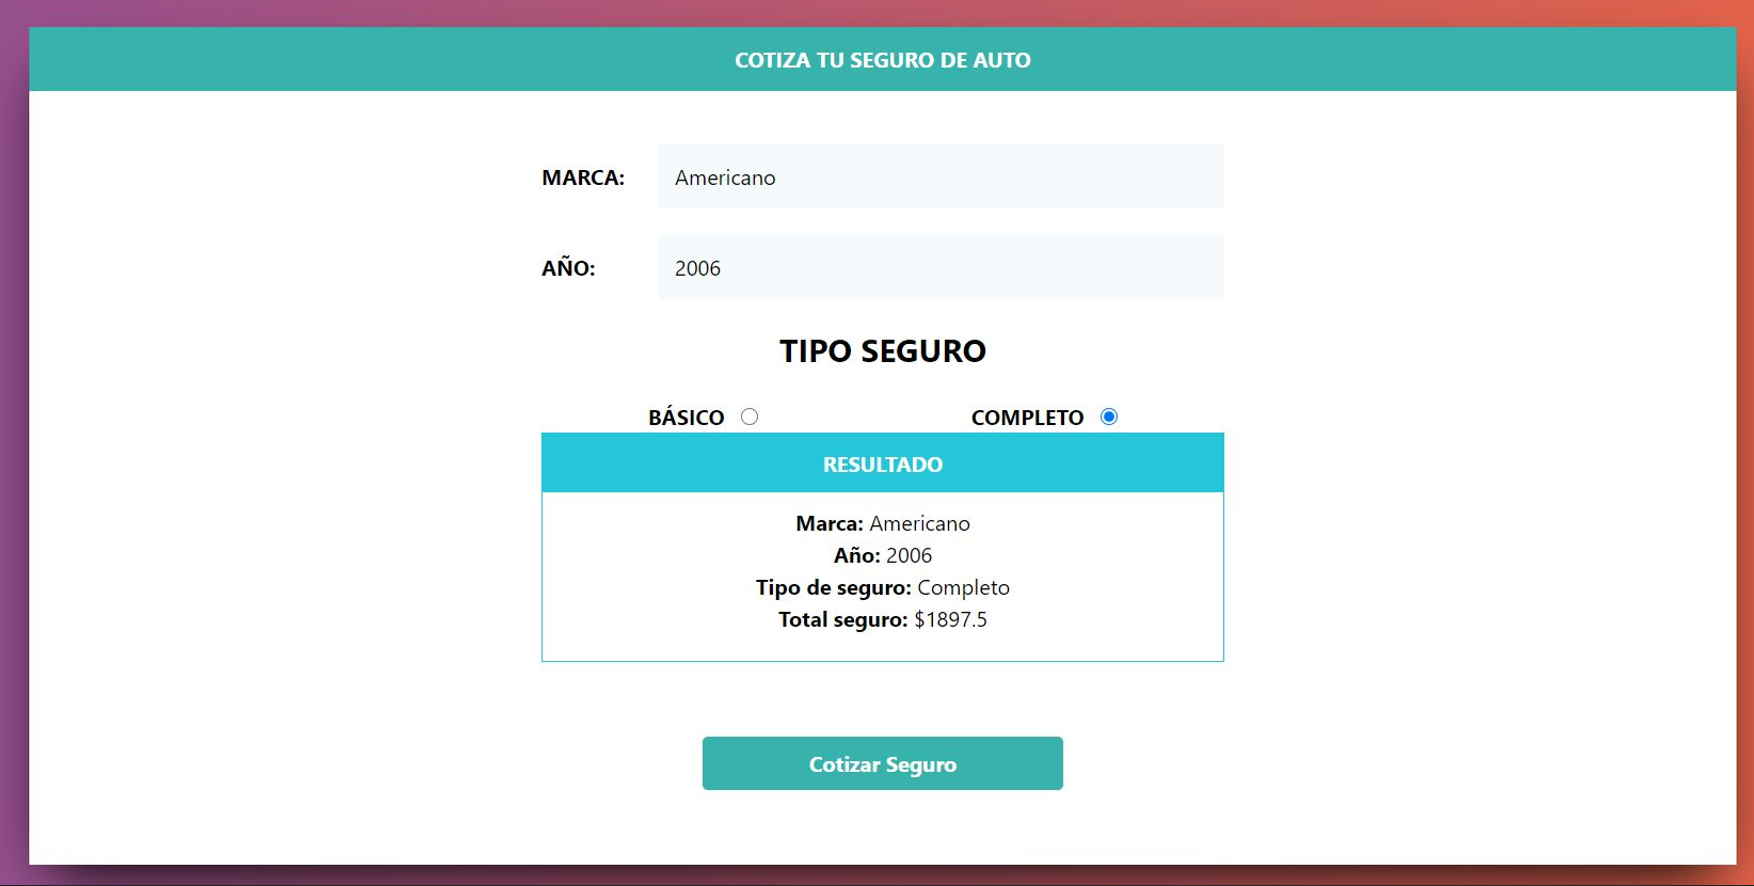 COTIZA TU SEGURO DE AUTO
MARCA: Americano
AÑO: 2006
TIPO SEGURO
BÁSICO COMPLETO
RESULTADO
Marca: Americano
Año: 2006
Tipo de seguro: Completo
Total seguro: $1897.5
Cotizar Seguro